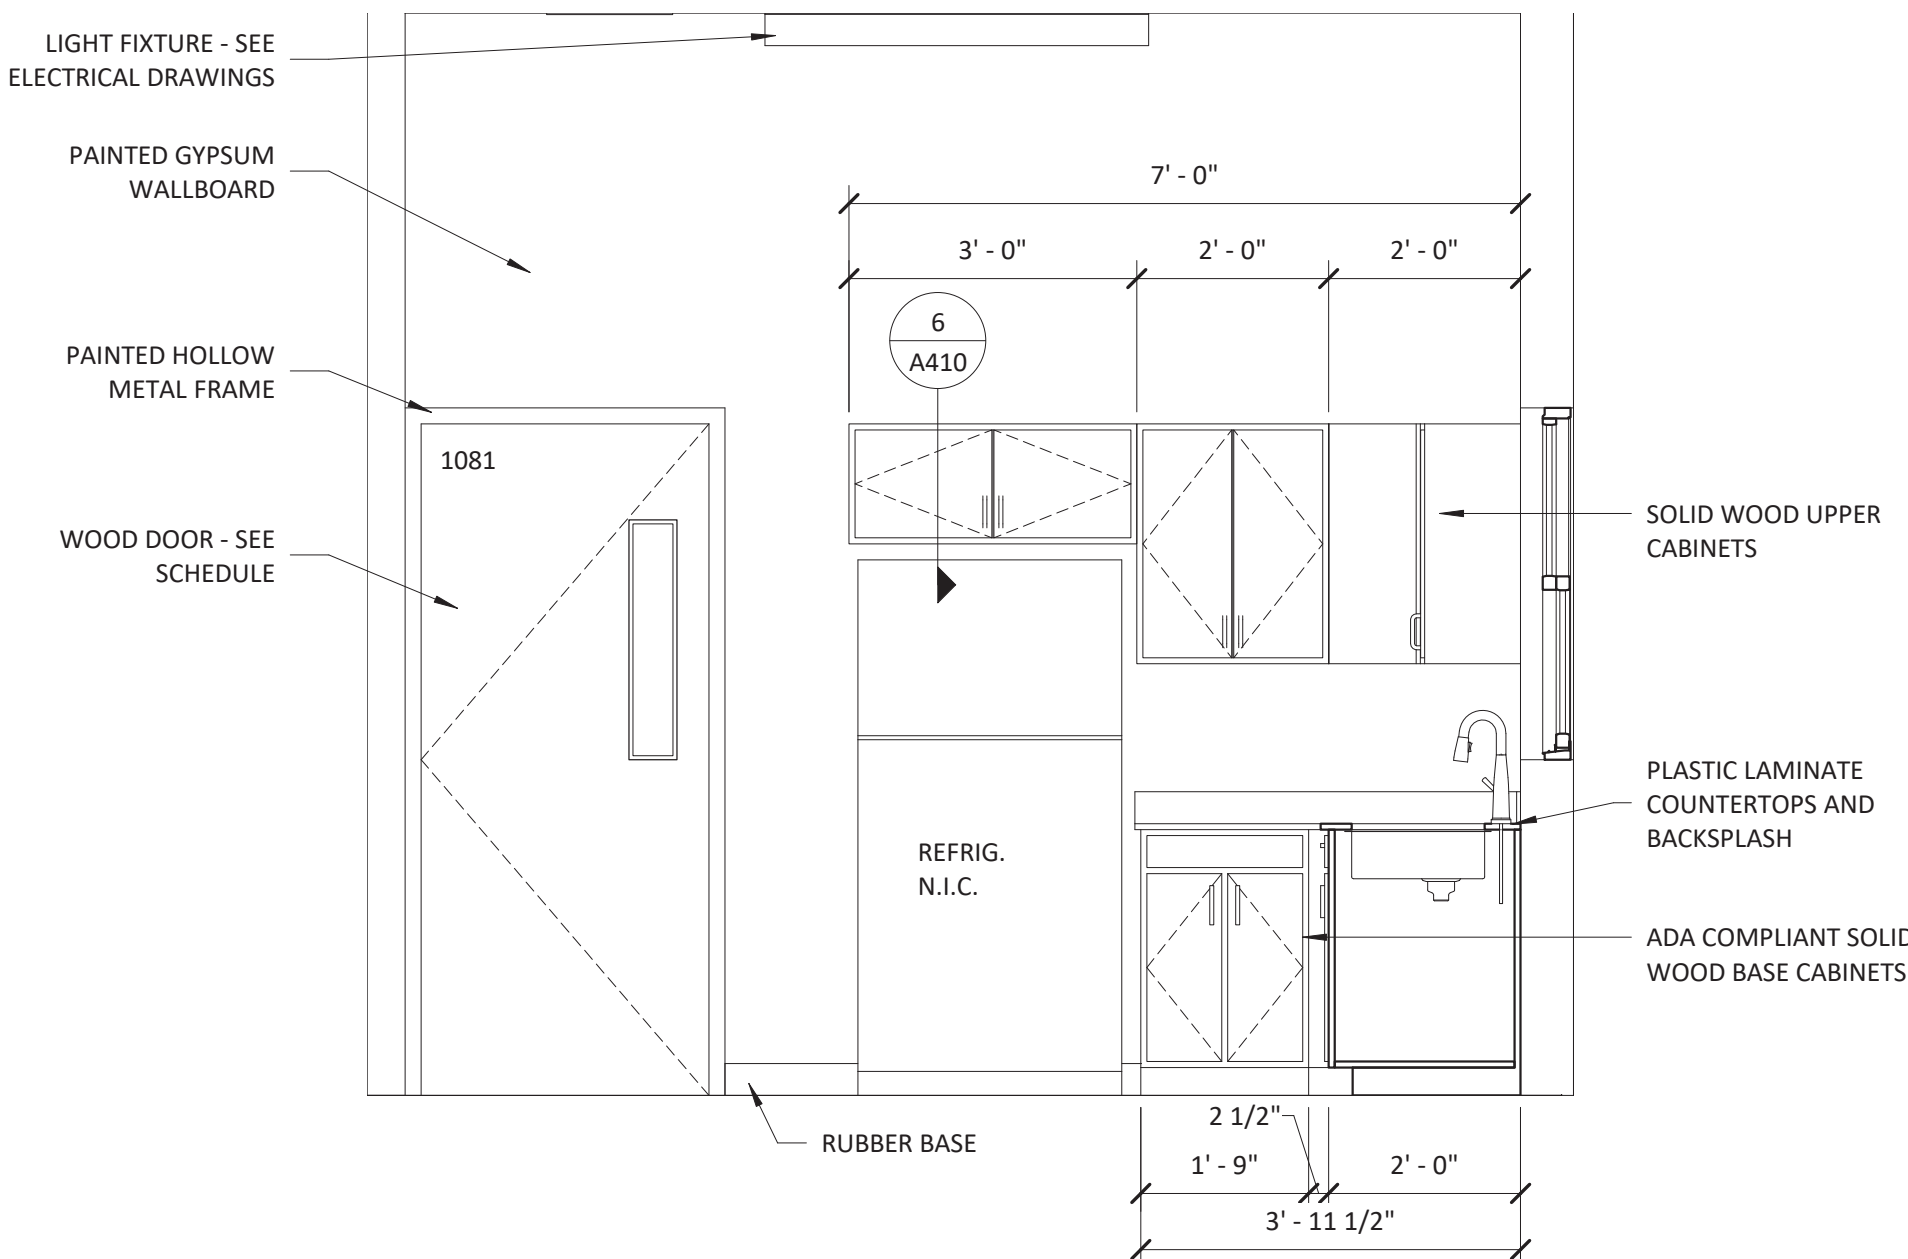 LIGHT FIXTURE - SEE
ELECTRICAL DRAWINGS
PAINTED GYPSUM
WALLBOARD
7' - 0"
3' - 0"
2' - 0"
2' - 0"
6
A410
PAINTED HOLLOW
METAL FRAME
1081
WOOD DOOR - SEE
SCHEDULE
SOLID WOOD UPPER
CABINETS
PLASTIC LAMINATE
COUNTERTOPS AND
BACKSPLASH
REFRIG.
N.I.C.
ADA COMPLIANT SOLID
WOOD BASE CABINETS
RUBBER BASE
2 1/2"
1' - 9"
2' - 0"
3' - 11 1/2"